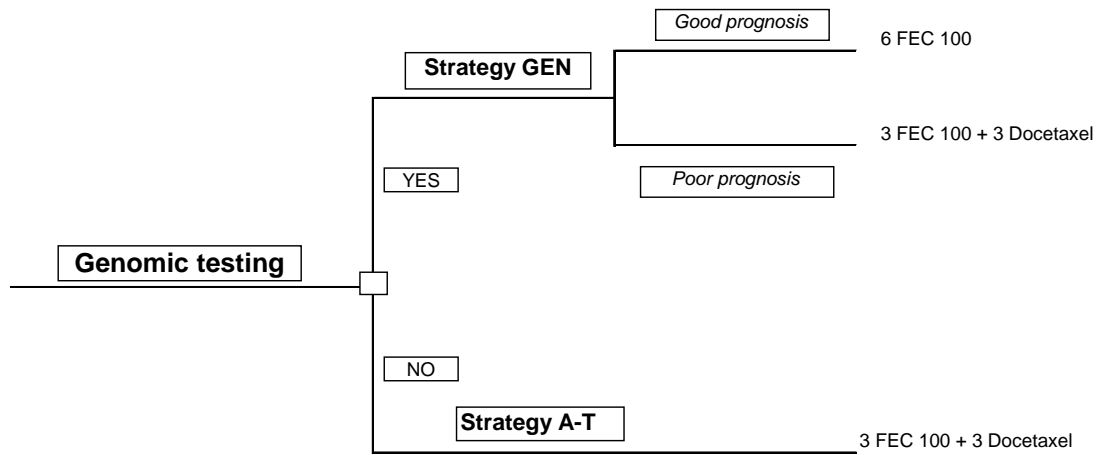 Good prognosis
6 FEC 100
Strategy GEN
3 FEC 100 + 3 Docetaxel
YES
Poor prognosis
Genomic testing
NO
Strategy A-T
3 FEC 100 + 3 Docetaxel